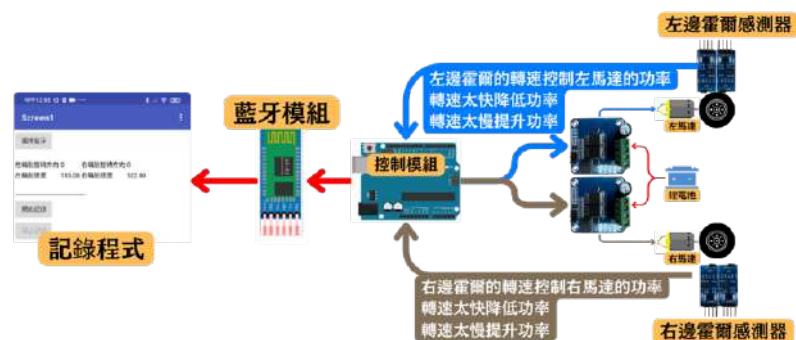 左邊霍爾感測器
左邊霍爾的轉速控制左馬達的功率
轉速太快降低功率
轉速太慢提升功率
左馬達
藍牙模組
控制模組
Screen1
鋰電池
記錄程式
右馬達
右邊霍爾的轉速控制右馬達的功率
轉速太快降低功率
轉速太慢提升功率
右邊霍爾感測器